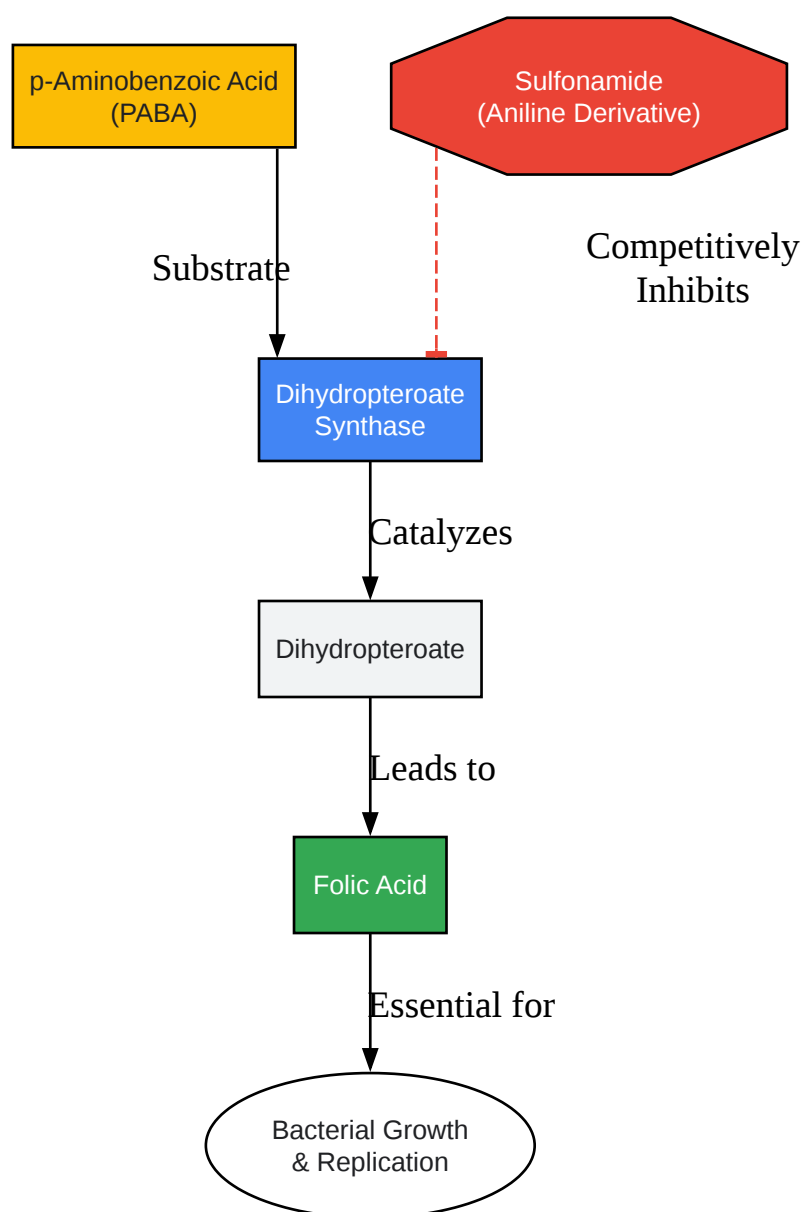 p-Aminobenzoic Acid
(PABA)
Sulfonamide
(Aniline Derivative)
Substrate
Competitively
Inhibits
Dihydropteroate
Synthase
Catalyzes
Dihydropteroate
Leads to
Folic Acid
Essential for
Bacterial Growth
& Replication